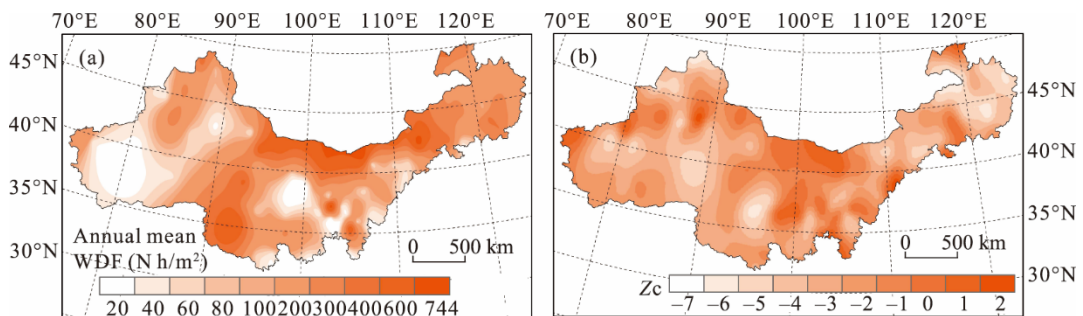 70°E 80°E 90°E 100°E 110°E 120°E
70°E 80°E 90°E 100°E 110°E 120°E
(a)
(b)
45°N
40°N
35°N
30°N
45°N
40°N
35°N
30°N
Annual mean
WDF (N h/m²)
0 500 km
0 500 km
20 40 60 80 100 200 300 400 600 744
Zc
−7 −6 −5 −4 −3 −2 −1 0 1 2